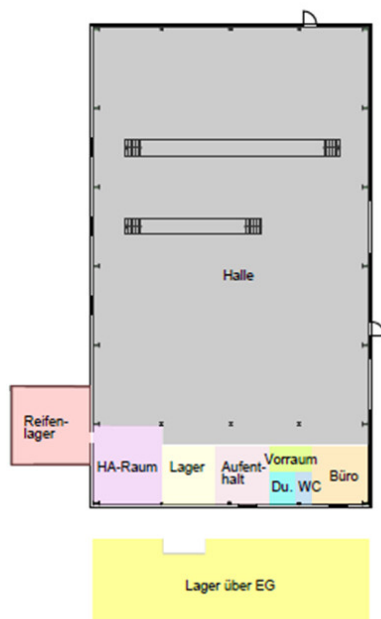 Halle
Reifen-
lager
HA-Raum
Lager
Aufent-
halt
Vorraum
Du.
WC
Büro
Lager über EG